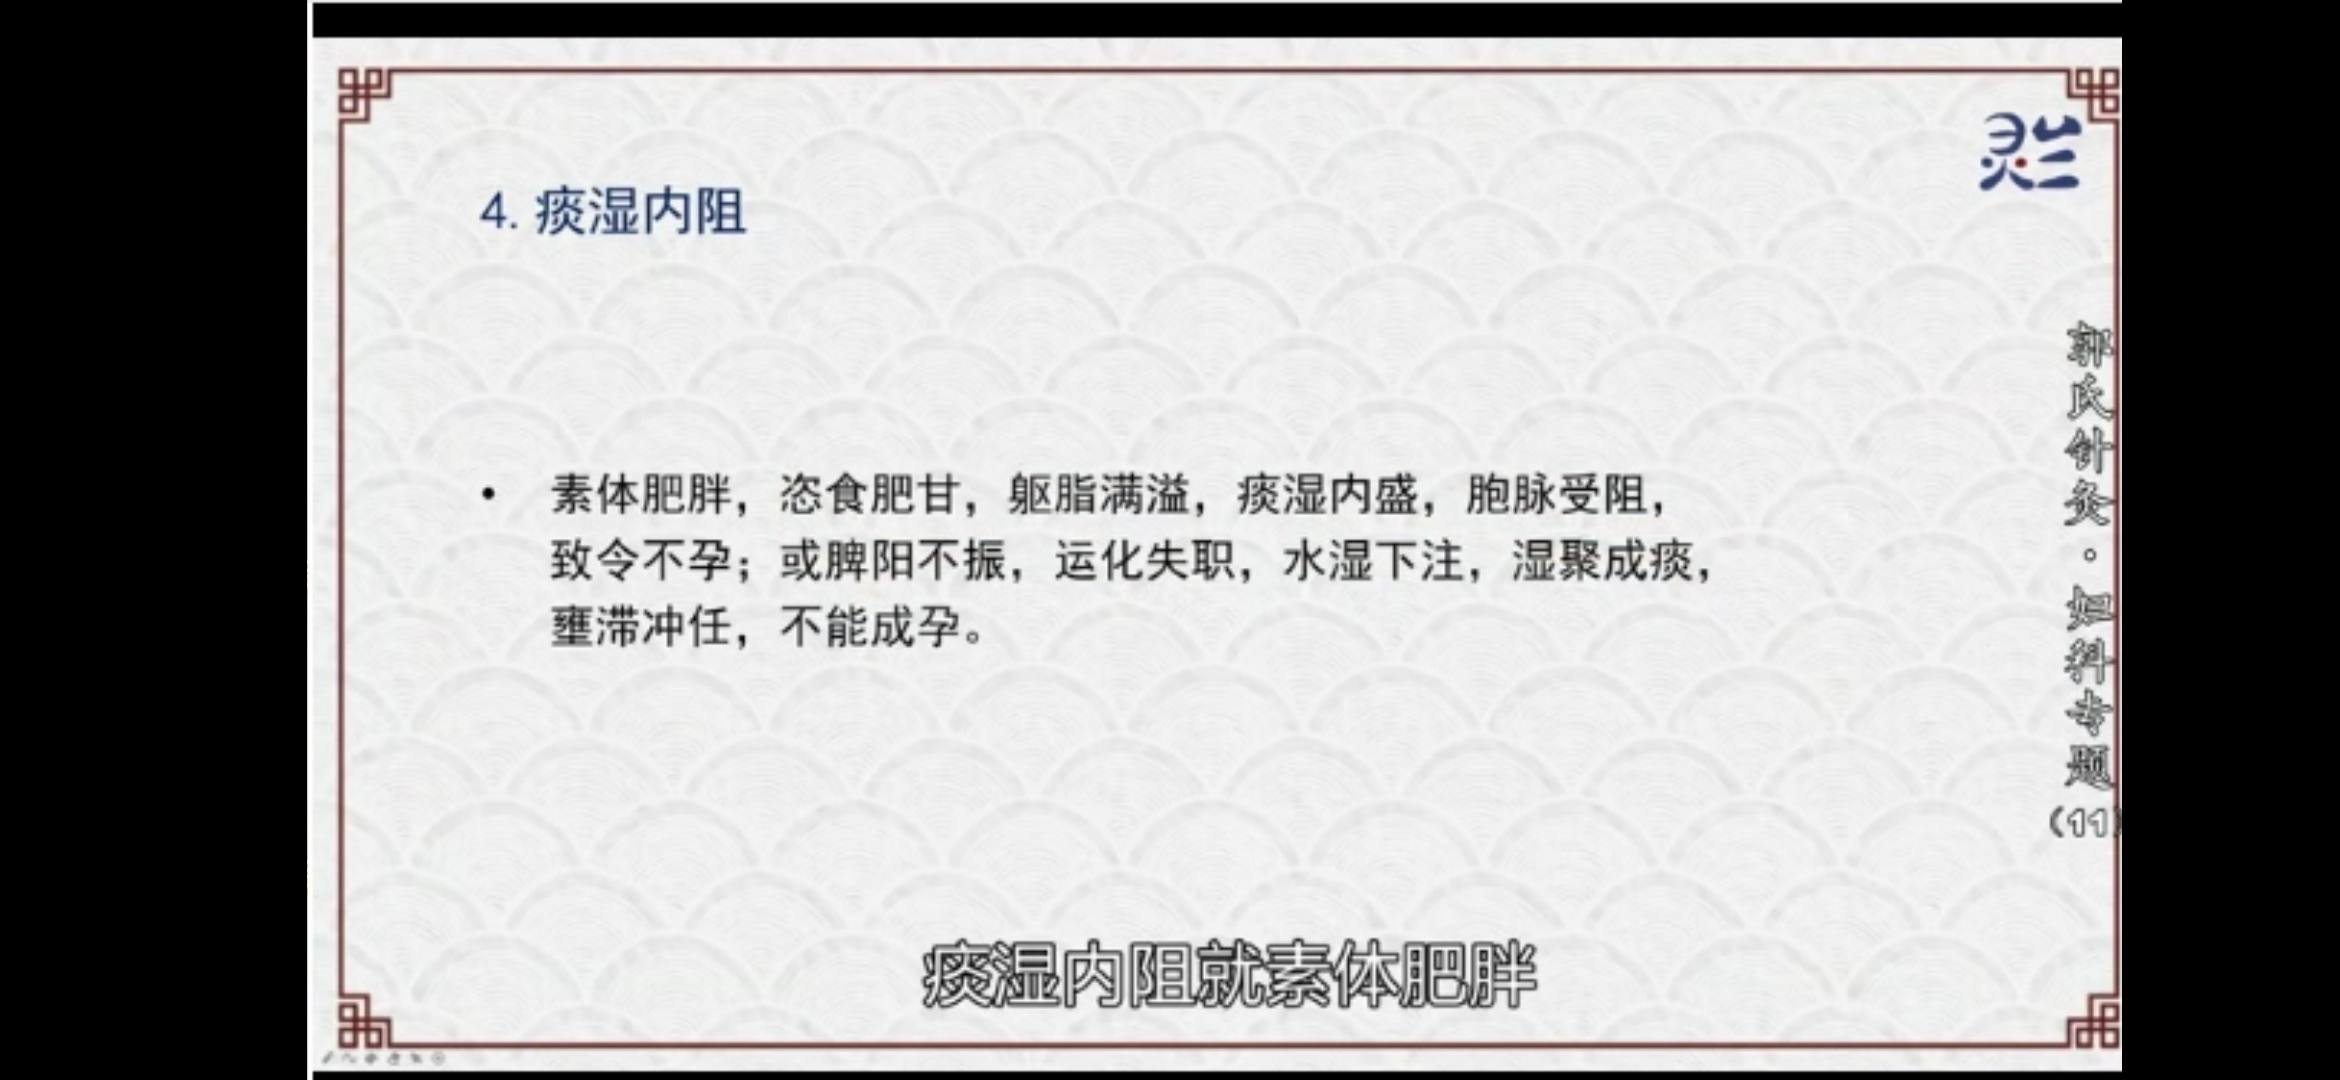 灵兰
4. 痰湿内阻
• 素体肥胖，恣食肥甘，躯脂满溢，痰湿内盛，胞脉受阻，
致令不孕；或脾阳不振，运化失职，水湿下注，湿聚成痰，
壅滞冲任，不能成孕。
郭氏针灸·妇科专题(11)
痰湿内阻就素体肥胖